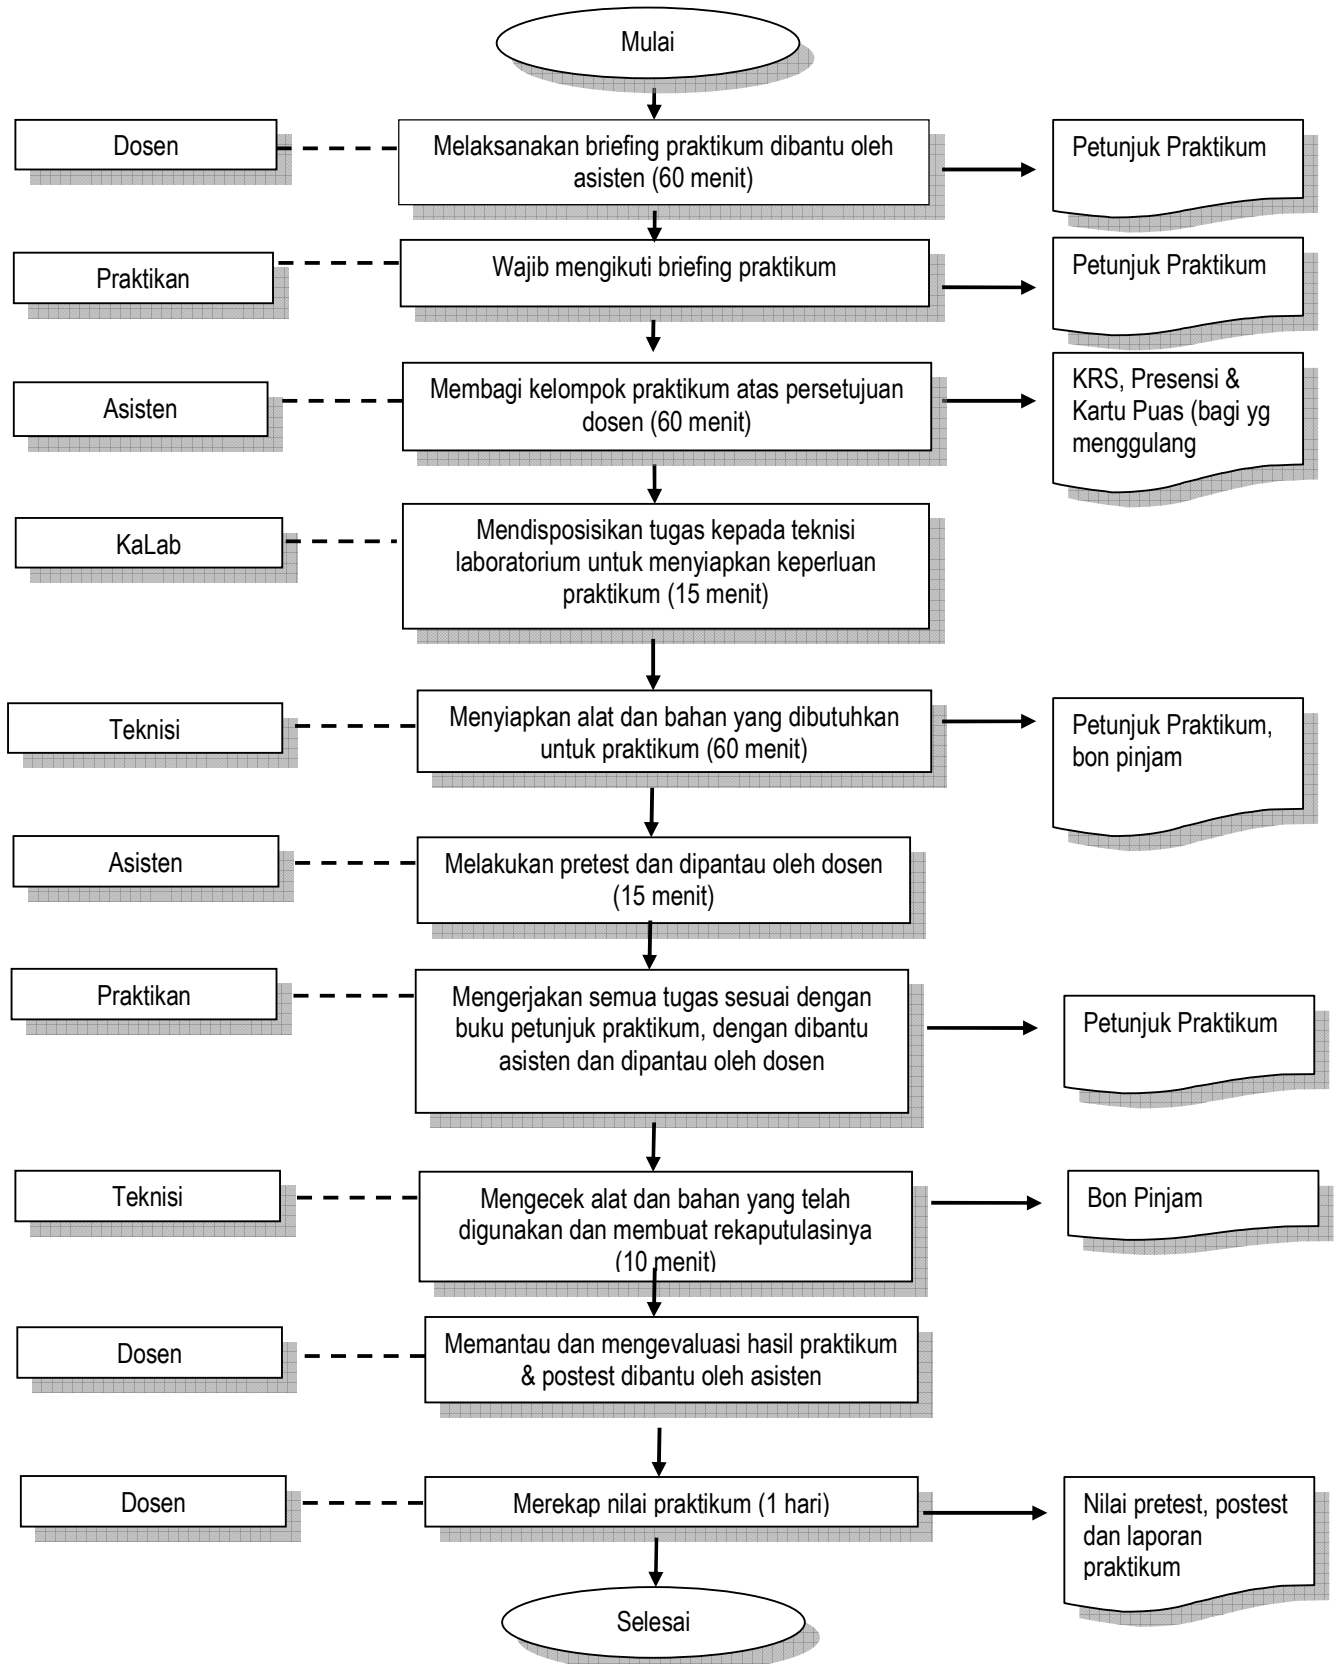 Mulai
Dosen
Melaksanakan briefing praktikum dibantu oleh
asisten (60 menit)
Petunjuk Praktikum
Praktikan
Wajib mengikuti briefing praktikum
Petunjuk Praktikum
Asisten
Membagi kelompok praktikum atas persetujuan
dosen (60 menit)
KRS, Presensi &
Kartu Puas (bagi yg
menggulang
KaLab
Mendisposisikan tugas kepada teknisi
laboratorium untuk menyiapkan keperluan
praktikum (15 menit)
Teknisi
Menyiapkan alat dan bahan yang dibutuhkan
untuk praktikum (60 menit)
Petunjuk Praktikum,
bon pinjam
Asisten
Melakukan pretest dan dipantau oleh dosen
(15 menit)
Praktikan
Mengerjakan semua tugas sesuai dengan
buku petunjuk praktikum, dengan dibantu
asisten dan dipantau oleh dosen
Petunjuk Praktikum
Teknisi
Mengecek alat dan bahan yang telah
digunakan dan membuat rekaputulasinya
(10 menit)
Bon Pinjam
Dosen
Memantau dan mengevaluasi hasil praktikum
& postest dibantu oleh asisten
Dosen
Merekap nilai praktikum (1 hari)
Nilai pretest, postest
dan laporan
praktikum
Selesai